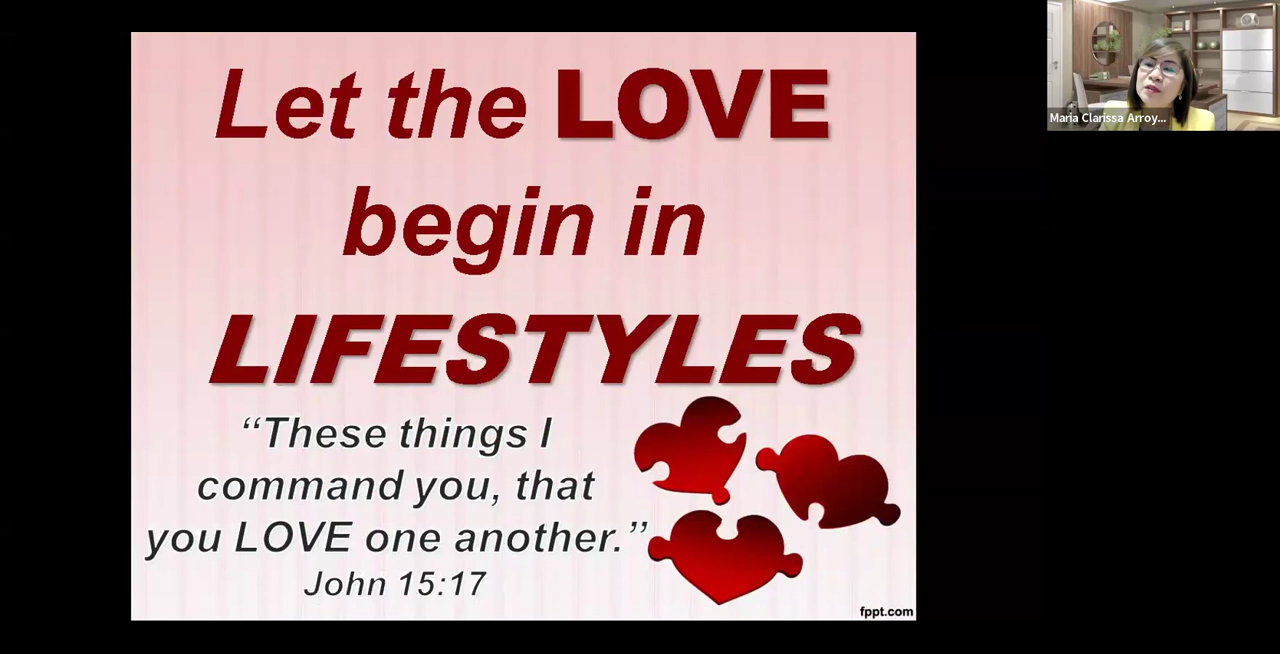 Let the LOVE
begin in
LIFESTYLES
“These things I
command you, that
you LOVE one another.”
John 15:17
fppt.com
Maria Clarissa Arroy...